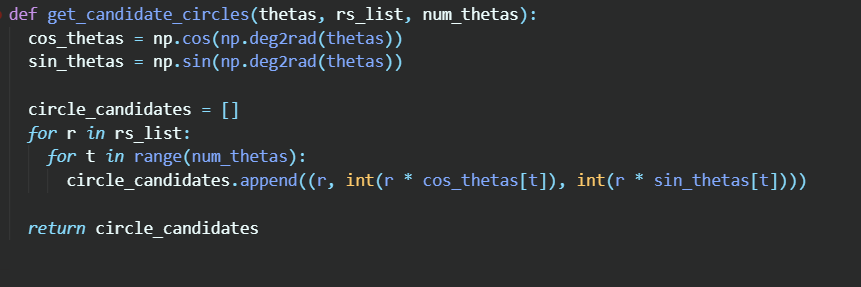 def get_candidate_circles(thetas, rs_list, num_thetas):
  cos_thetas = np.cos(np.deg2rad(thetas))
  sin_thetas = np.sin(np.deg2rad(thetas))
  circle_candidates = []
  for r in rs_list:
    for t in range(num_thetas):
      circle_candidates.append((r, int(r * cos_thetas[t]), int(r * sin_thetas[t])))
  return circle_candidates